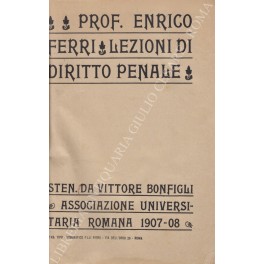 PROF. ENRICO
FERRI LEZIONI DI
DIRITTO PENALE
STEN. DA VITTORE BONFIGLI
ASSOCIAZIONE UNIVERSI-
TARIA ROMANA 1907-08